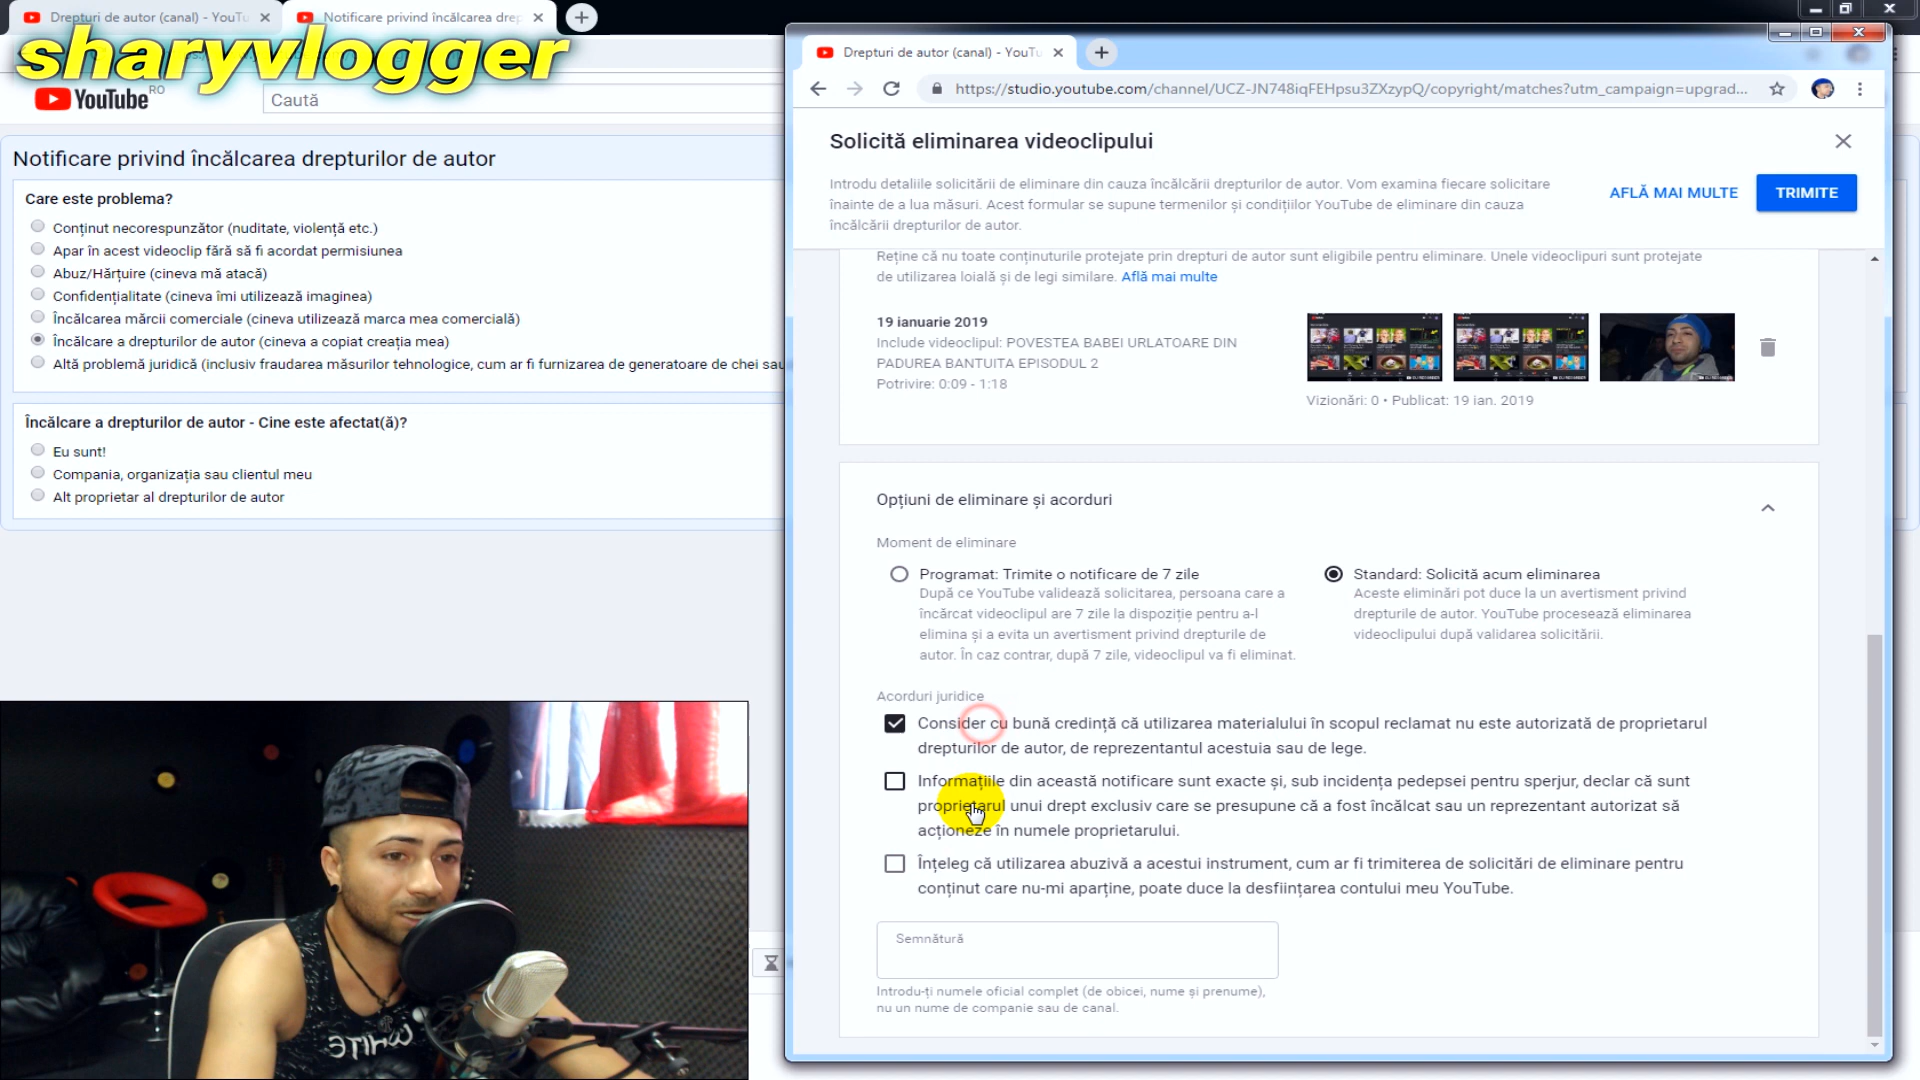 Drepturi de autor (canal) - YouTu
Notificare privind încălcarea drep
sharyvlogger
YouTube RO
Caută
Notificare privind încălcarea drepturilor de autor
Care este problema?
Conținut necorespunzător (nuditate, violență etc.)
Apar în acest videoclip fără să fi acordat permisiunea
Abuz/Hărțuire (cineva mă atacă)
Confidențialitate (cineva îmi utilizează imaginea)
Încălcarea mărcii comerciale (cineva utilizează marca mea comercială)
Încălcare a drepturilor de autor (cineva a copiat creația mea)
Altă problemă juridică (inclusiv fraudarea măsurilor tehnologice, cum ar fi furnizarea de generatoare de chei sau
Încălcare a drepturilor de autor - Cine este afectat(ă)?
Eu sunt!
Compania, organizația sau clientul meu
Alt proprietar al drepturilor de autor
Drepturi de autor (canal) - YouTu
https://studio.youtube.com/channel/UCZ-JN748iqFEHpsu3ZXzypQ/copyright/matches?utm_campaign=upgrad...
Solicită eliminarea videoclipului
Introdu detaliile solicitării de eliminare din cauza încălcării drepturilor de autor. Vom examina fiecare solicitare
înainte de a lua măsuri. Acest formular se supune termenilor și condițiilor YouTube de eliminare din cauza
încălcării drepturilor de autor.
AFLĂ MAI MULTE
TRIMITE
Reține că nu toate conținuturile protejate prin drepturi de autor sunt eligibile pentru eliminare. Unele videoclipuri sunt protejate
de utilizarea loială și de legi similare. Află mai multe
19 ianuarie 2019
Include videoclipul: POVESTEA BABEI URLATOARE DIN
PADUREA BANTUITA EPISODUL 2
Potrivire: 0:09 - 1:18
Vizionări: 0 • Publicat: 19 ian. 2019
Opțiuni de eliminare și acorduri
Moment de eliminare
Programat: Trimite o notificare de 7 zile
După ce YouTube validează solicitarea, persoana care a
încărcat videoclipul are 7 zile la dispoziție pentru a-l
elimina și a evita un avertisment privind drepturile de
autor. În caz contrar, după 7 zile, videoclipul va fi eliminat.
Standard: Solicită acum eliminarea
Aceste eliminări pot duce la un avertisment privind
drepturile de autor. YouTube procesează eliminarea
videoclipului după validarea solicitării.
Acorduri juridice
Consider cu bună credință că utilizarea materialului în scopul reclamat nu este autorizată de proprietarul
drepturilor de autor, de reprezentantul acestuia sau de lege.
Informațiile din această notificare sunt exacte și, sub incidența pedepsei pentru sperjur, declar că sunt
proprietarul unui drept exclusiv care se presupune că a fost încălcat sau un reprezentant autorizat să
acționeze în numele proprietarului.
Înțeleg că utilizarea abuzivă a acestui instrument, cum ar fi trimiterea de solicitări de eliminare pentru
conținut care nu-mi aparține, poate duce la desființarea contului meu YouTube.
Semnătură
Introdu-ți numele oficial complet (de obicei, nume și prenume),
nu un nume de companie sau de canal.